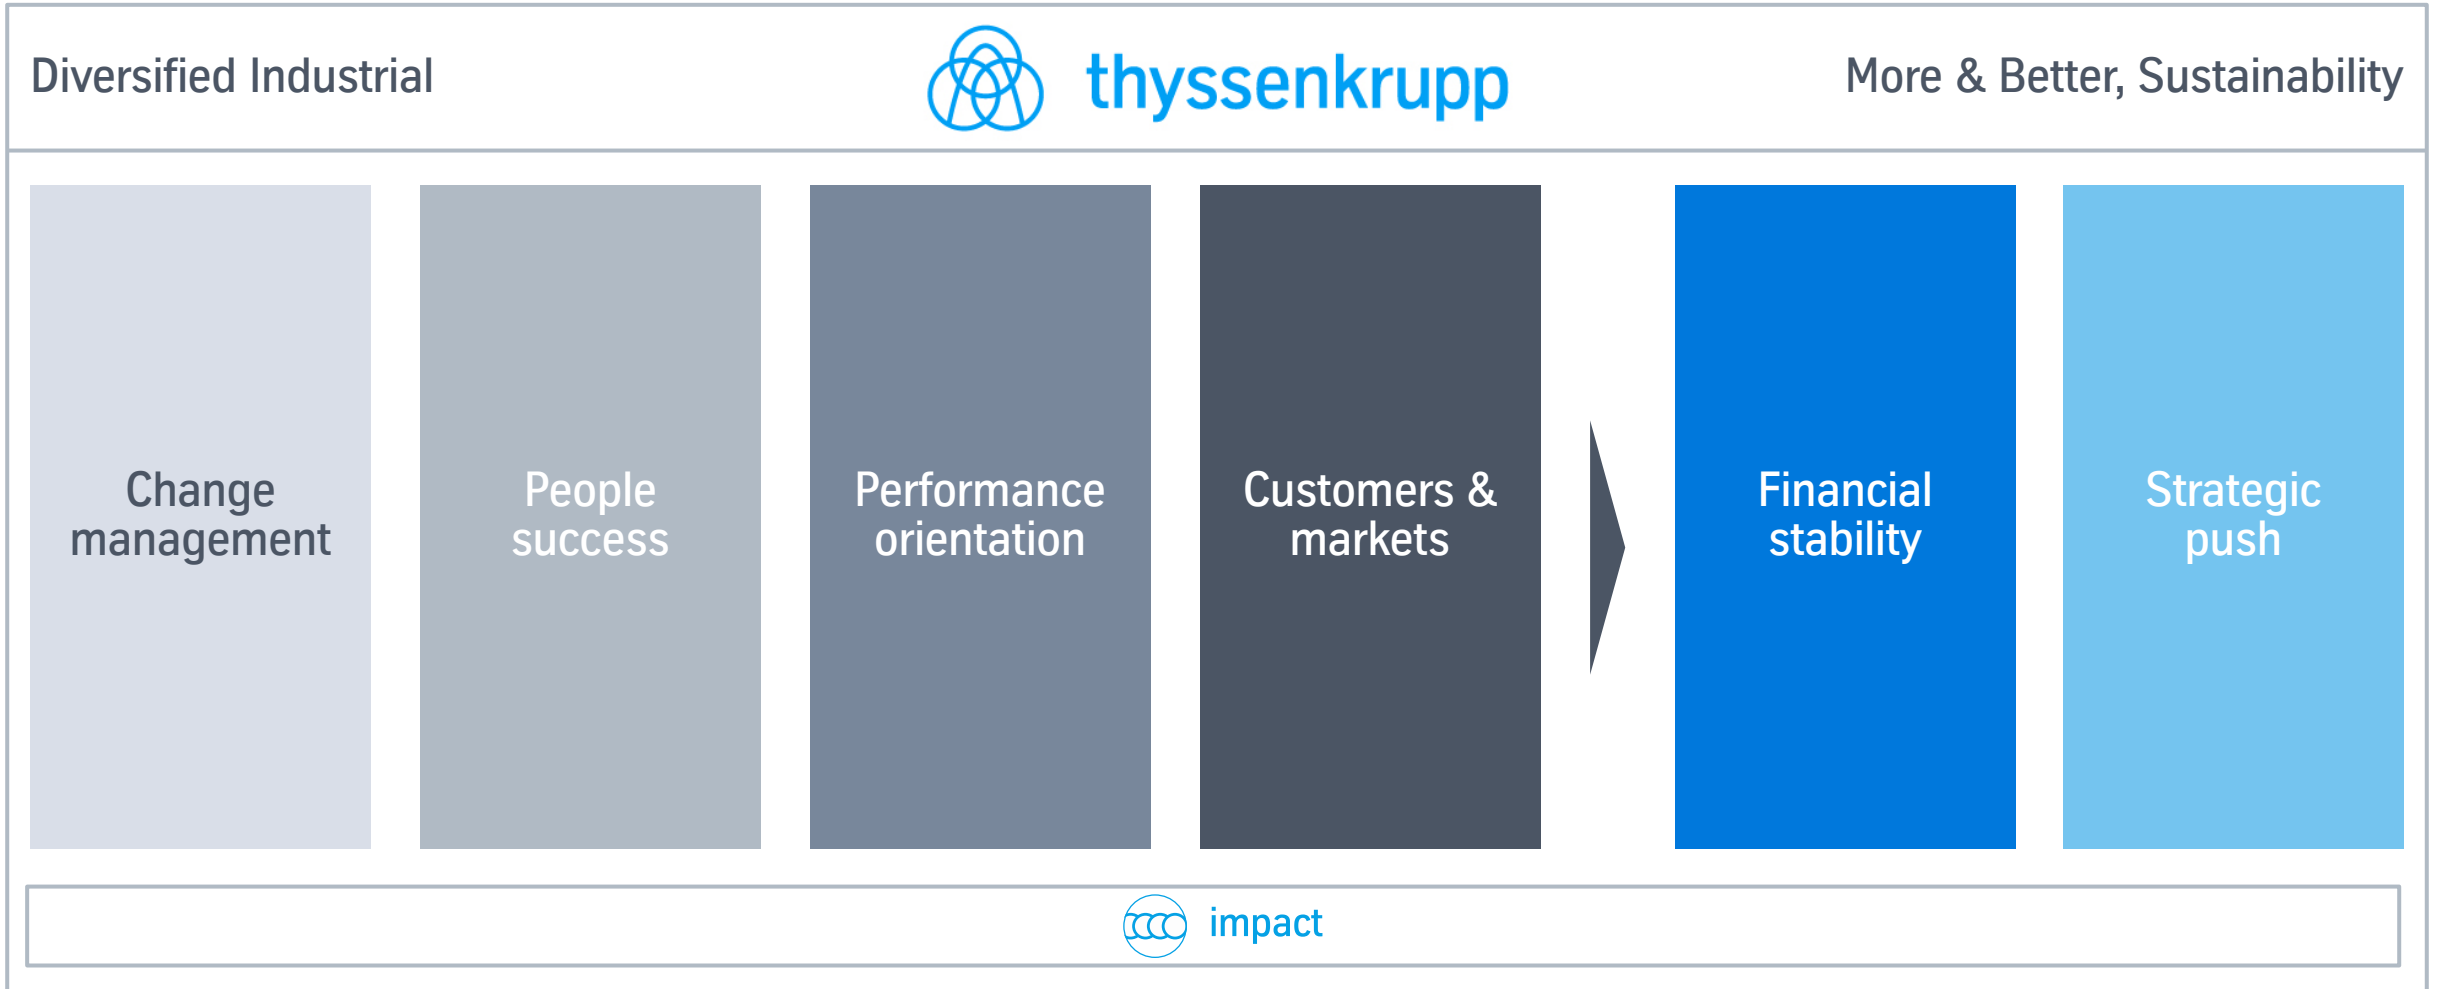 Diversified Industrial
thyssenkrupp
More & Better, Sustainability
Change
management
People
success
Performance
orientation
Customers &
markets
Financial
stability
Strategic
push
impact